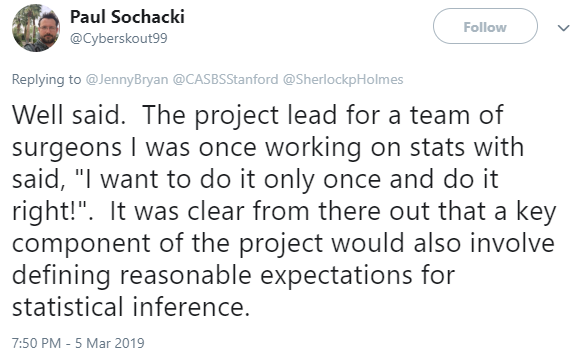 Paul Sochacki
@Cyberskout99
Follow
Replying to @JennyBryan @CASBSStanford @SherlockpHolmes
Well said.  The project lead for a team of
surgeons I was once working on stats with
said, "I want to do it only once and do it
right!".  It was clear from there out that a key
component of the project would also involve
defining reasonable expectations for
statistical inference.
7:50 PM - 5 Mar 2019